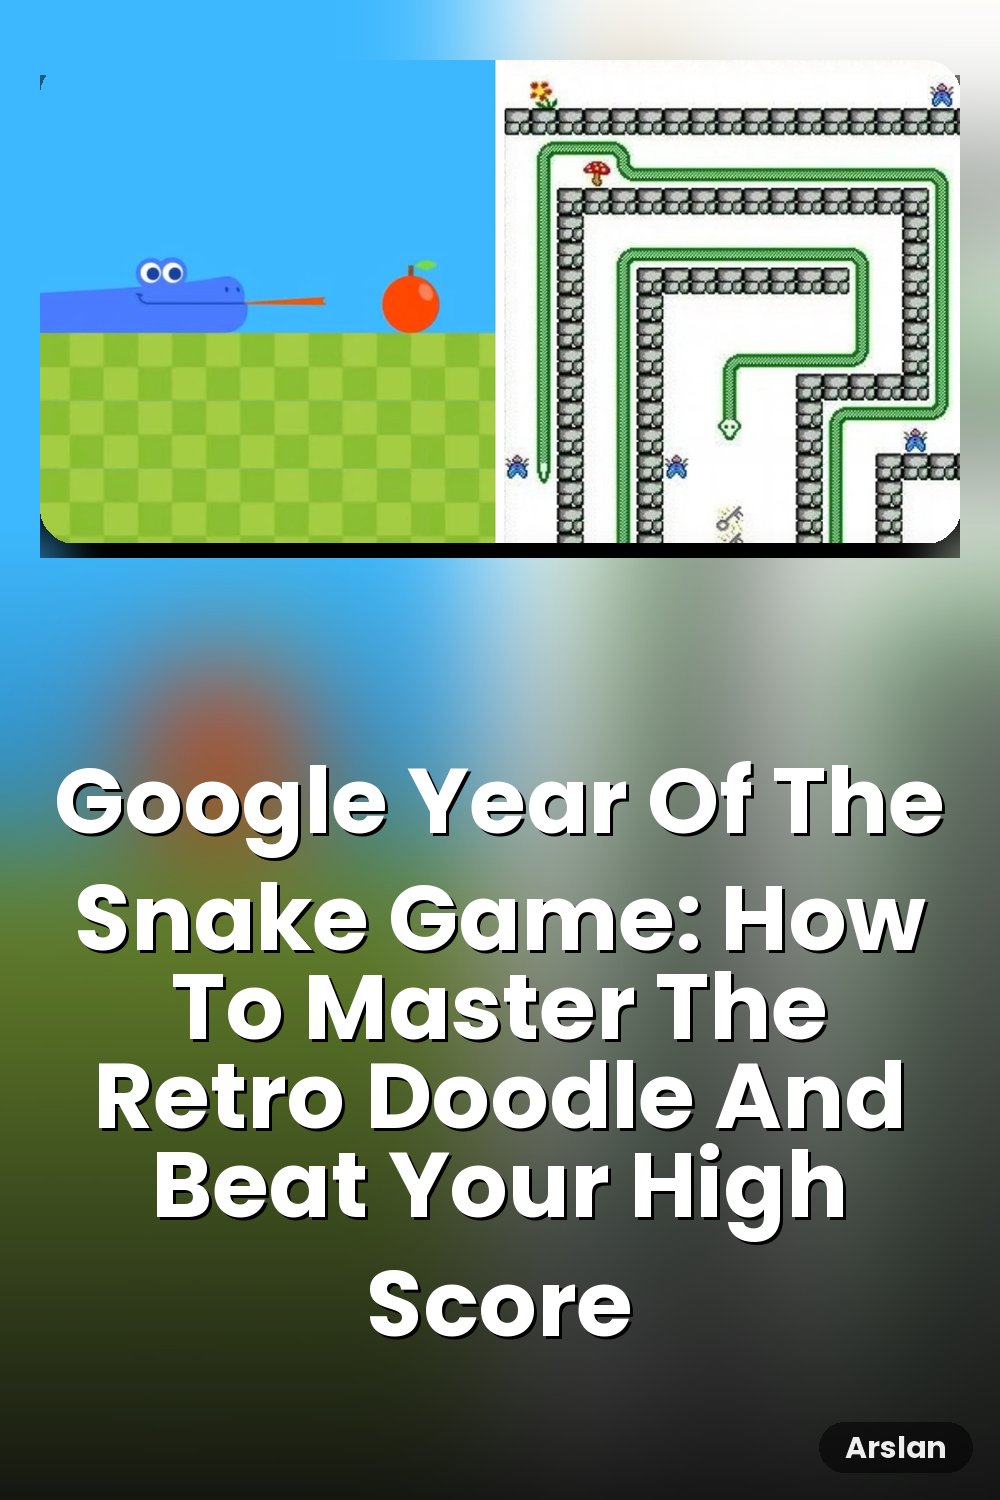 Google Year Of The
Snake Game: How
To Master The
Retro Doodle And
Beat Your High
Score
Arslan